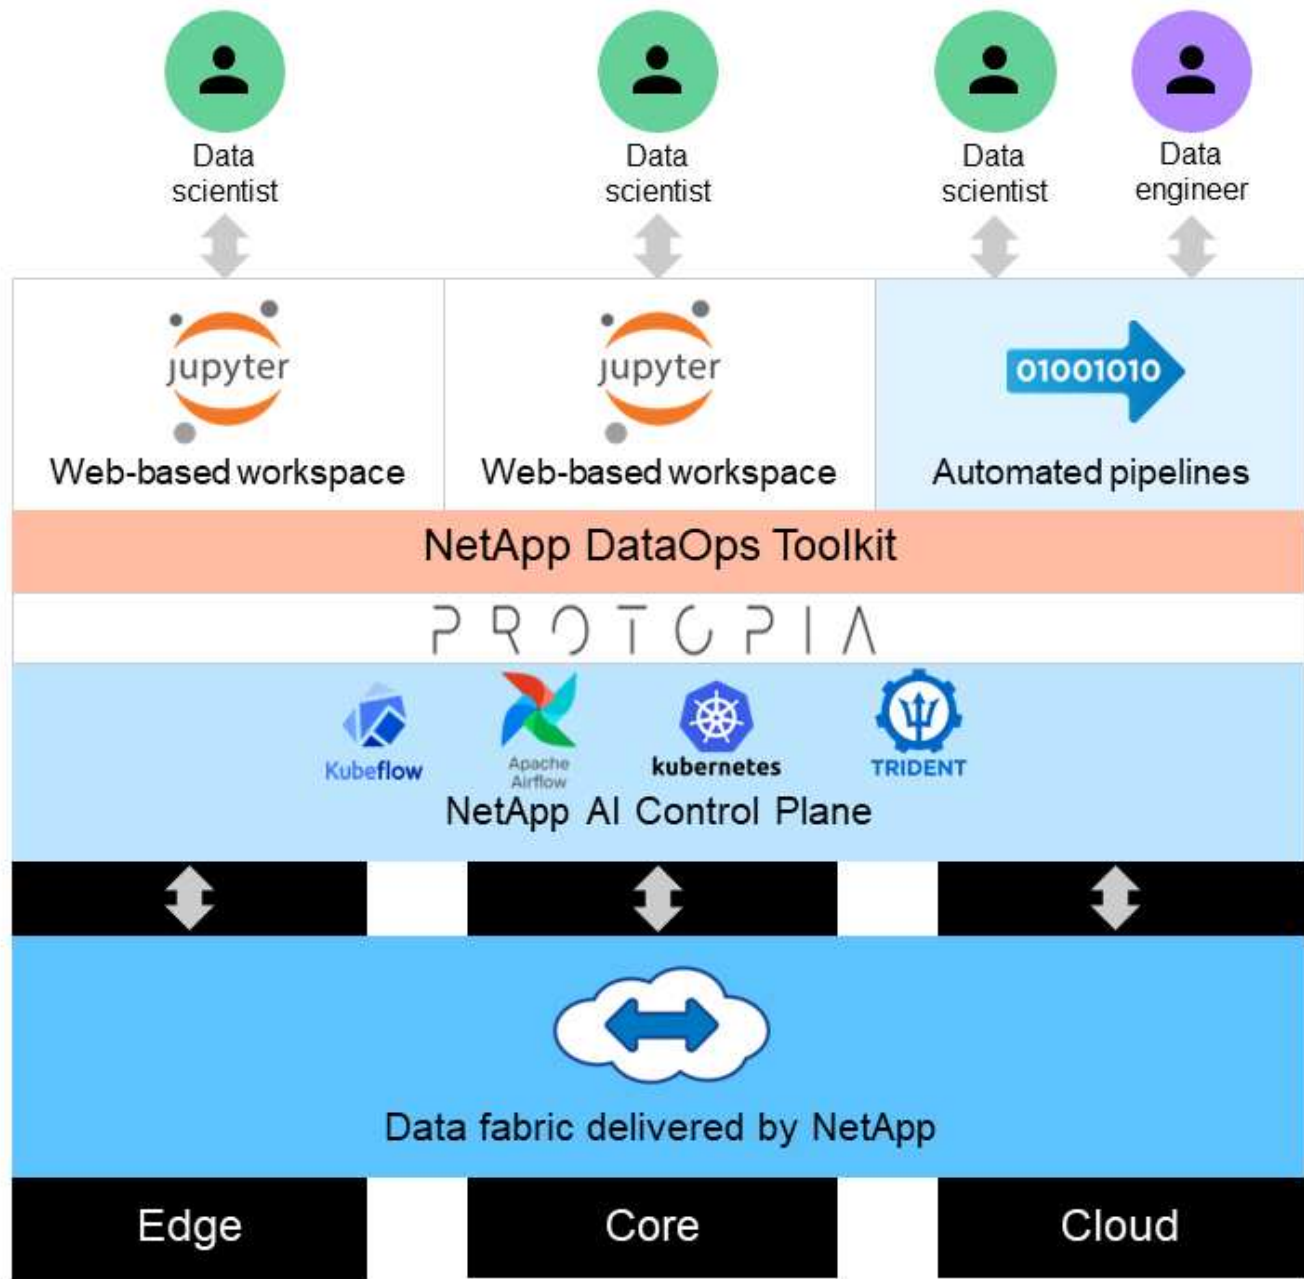 Data
scientist
Data
scientist
Data
scientist
Data
engineer
jupyter
Web-based workspace
jupyter
Web-based workspace
01001010
Automated pipelines
NetApp DataOps Toolkit
PROTOPIA
Kubeflow
Apache
Airflow
kubernetes
TRIDENT
NetApp AI Control Plane
Data fabric delivered by NetApp
Edge
Core
Cloud